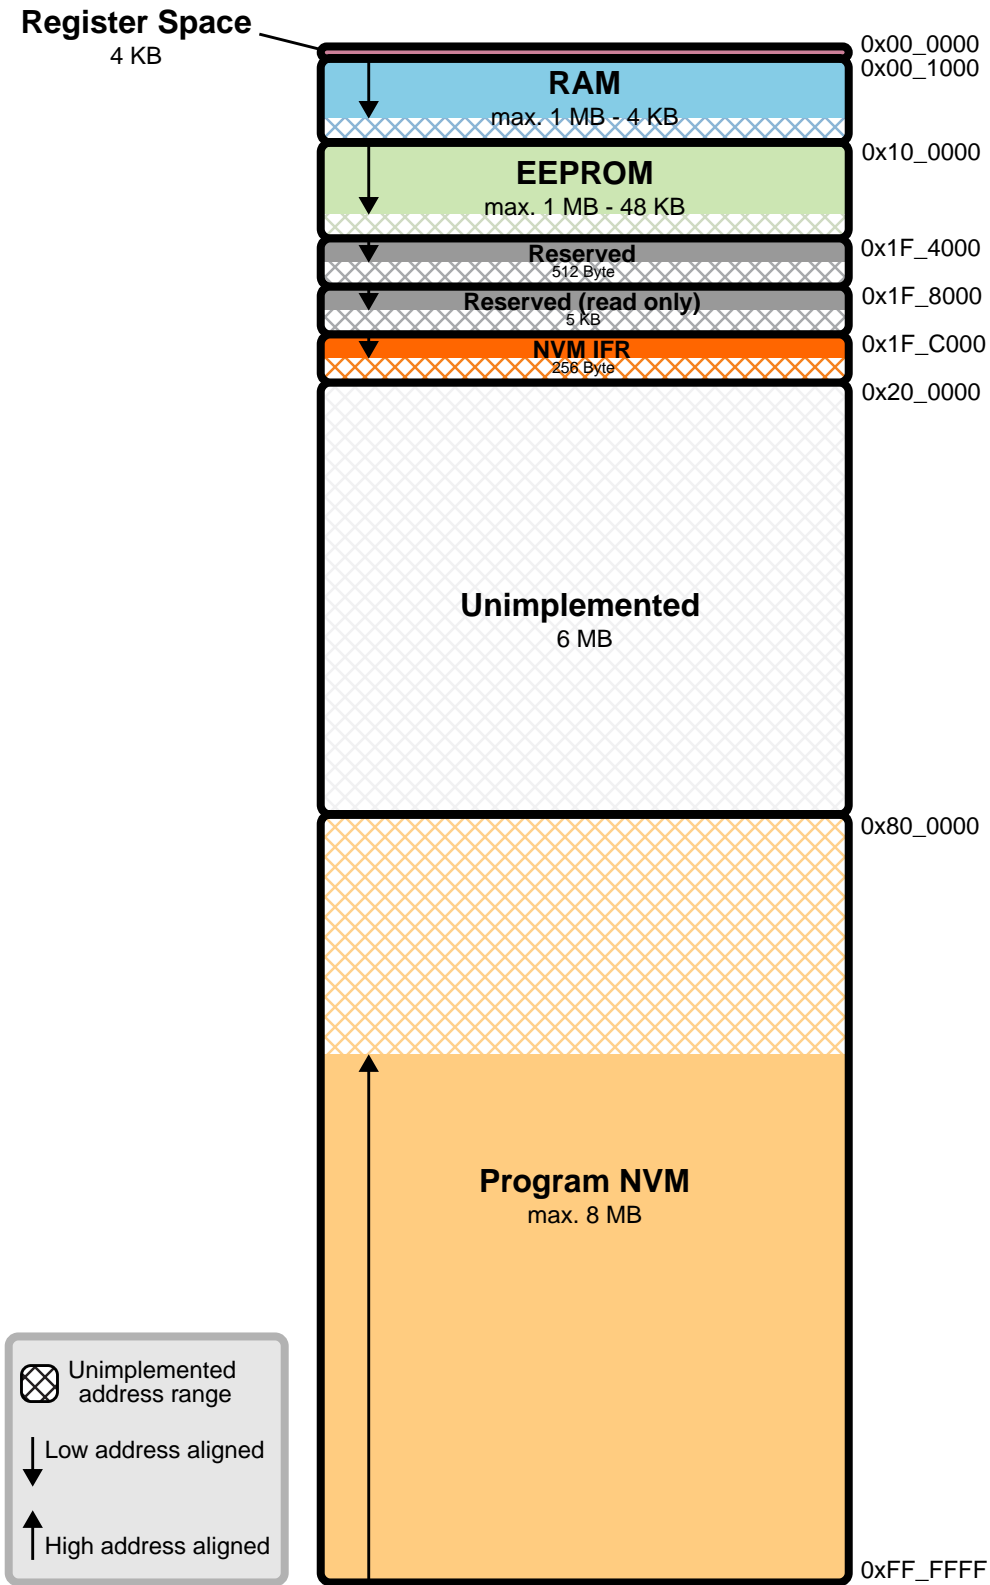 Register Space
4 KB
0x00_0000
0x00_1000
RAM
max. 1 MB - 4 KB
0x10_0000
EEPROM
max. 1 MB - 48 KB
0x1F_4000
Reserved
512 Byte
0x1F_8000
Reserved (read only)
5 KB
0x1F_C000
NVM IFR
256 Byte
0x20_0000
Unimplemented
6 MB
0x80_0000
Program NVM
max. 8 MB
Unimplemented
address range
Low address aligned
High address aligned
0xFF_FFFF